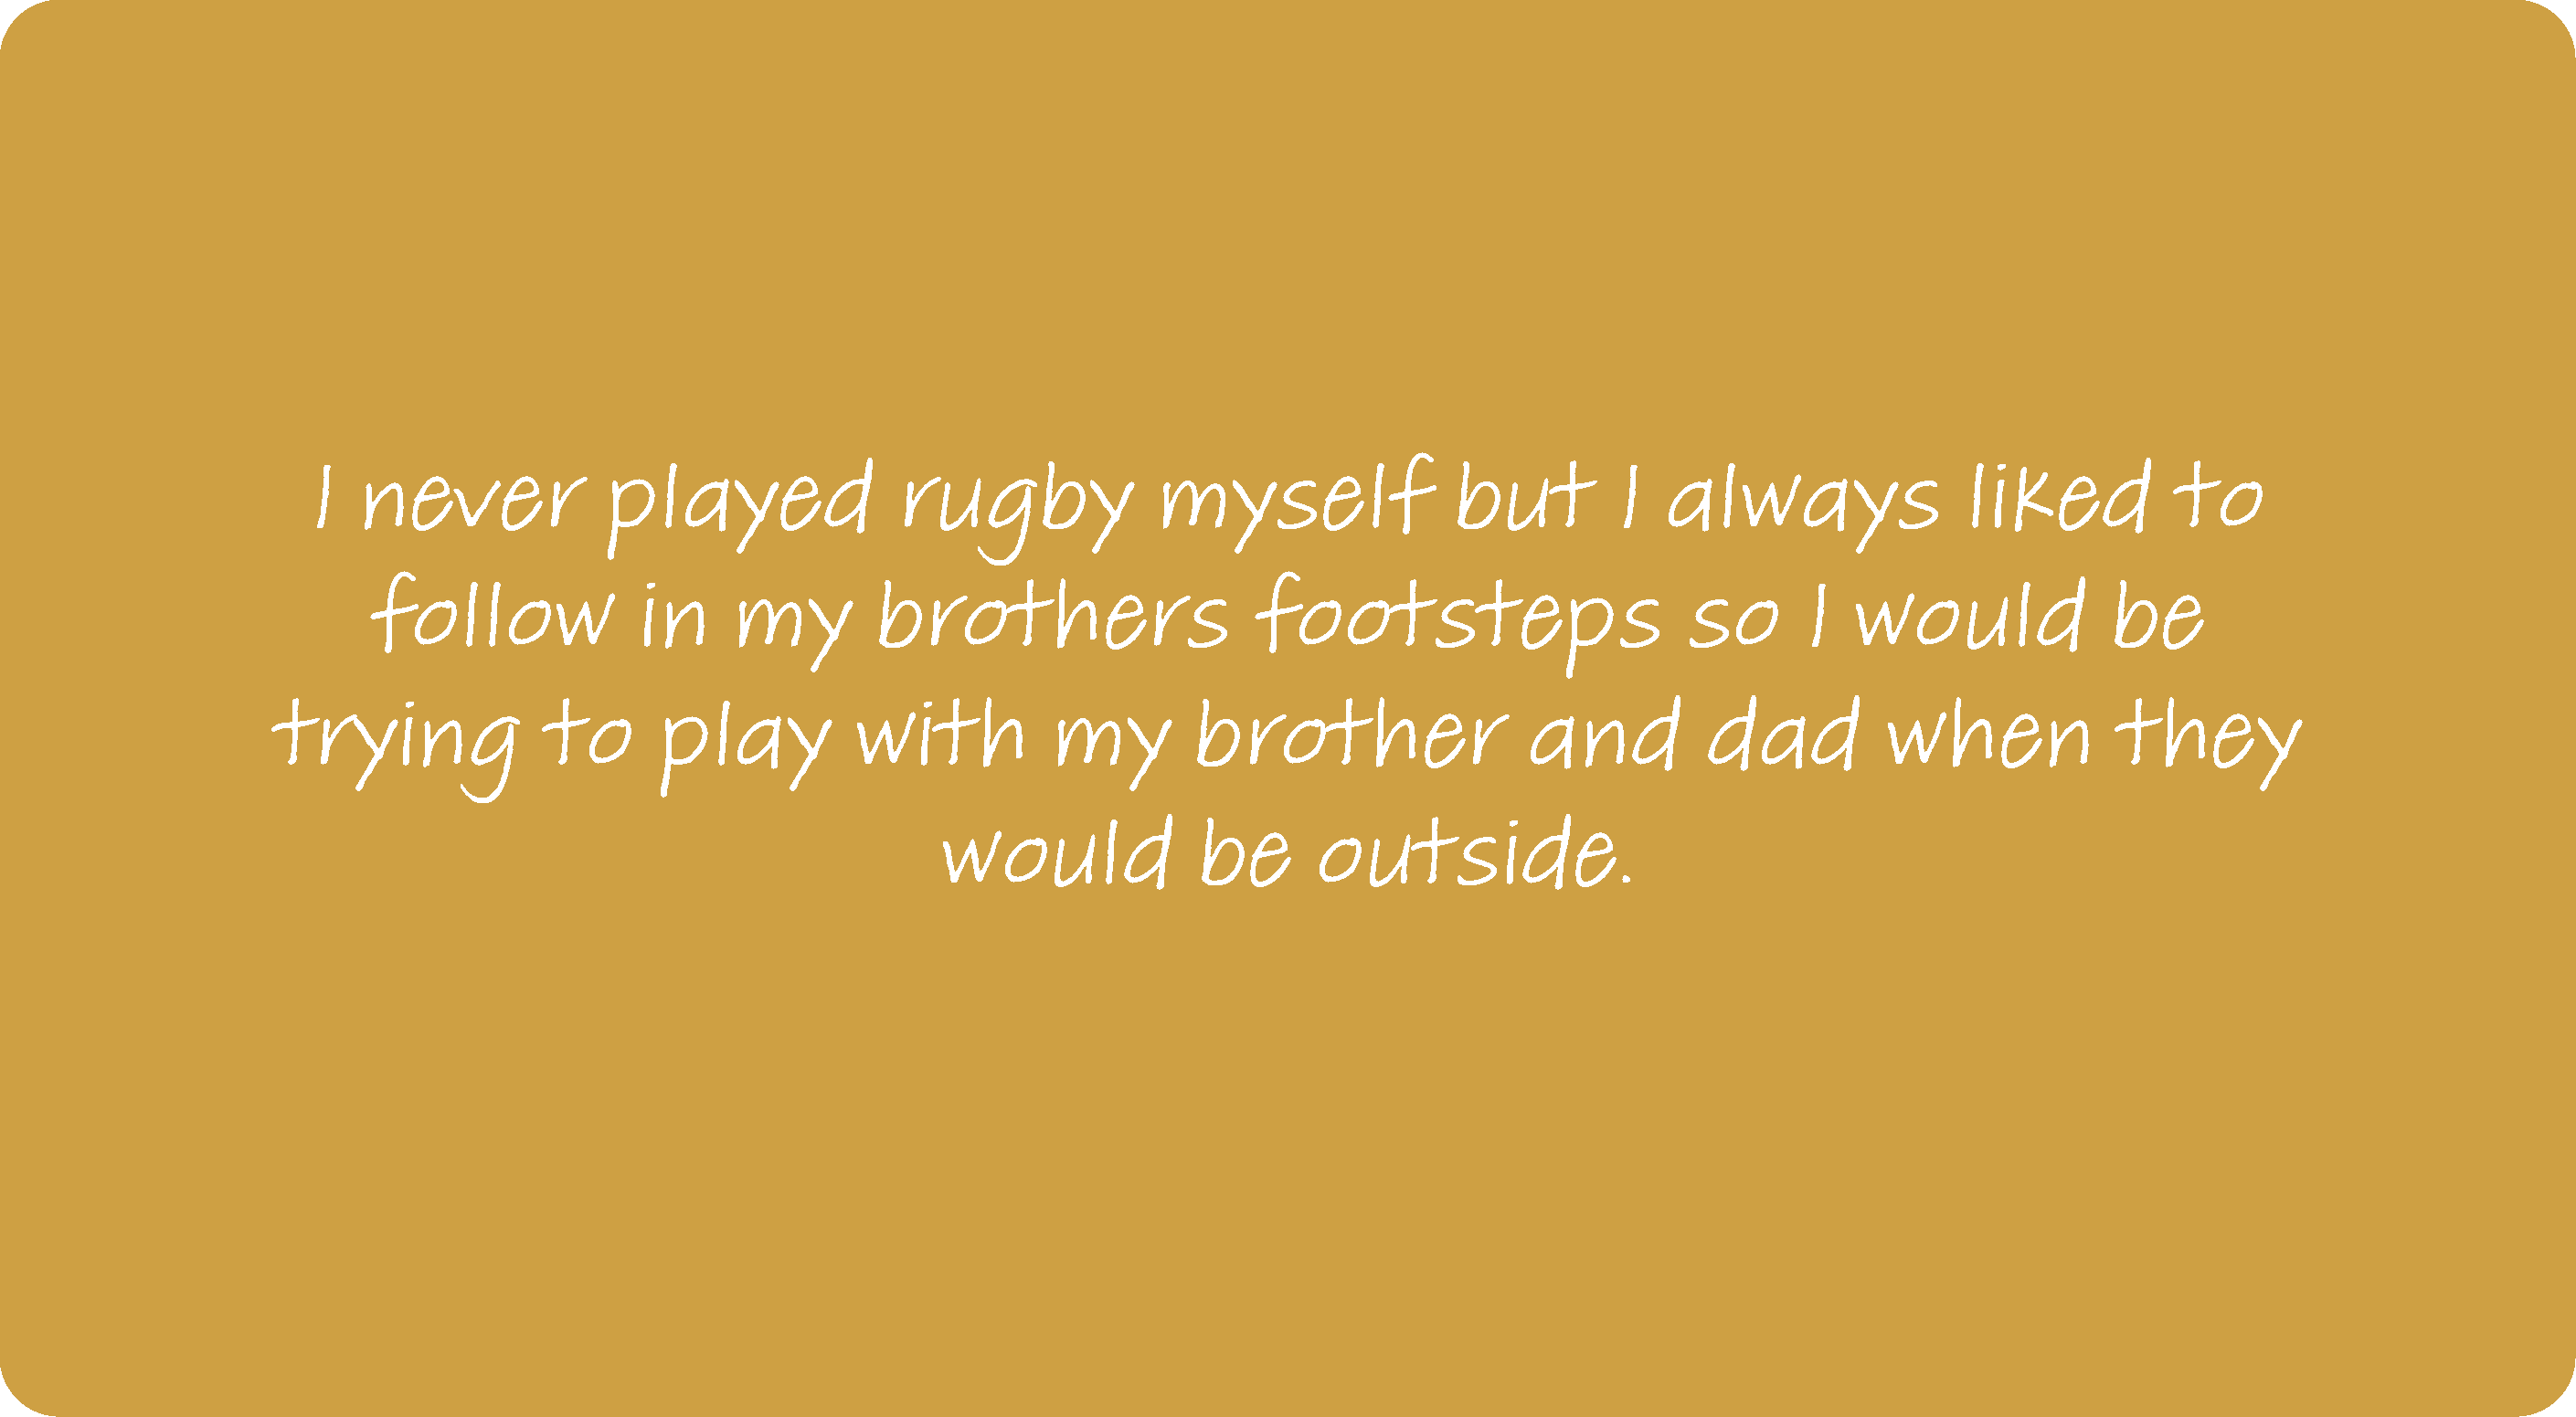 I never played rugby myself but I always liked to
follow in my brothers footsteps so I would be
trying to play with my brother and dad when they
would be outside.